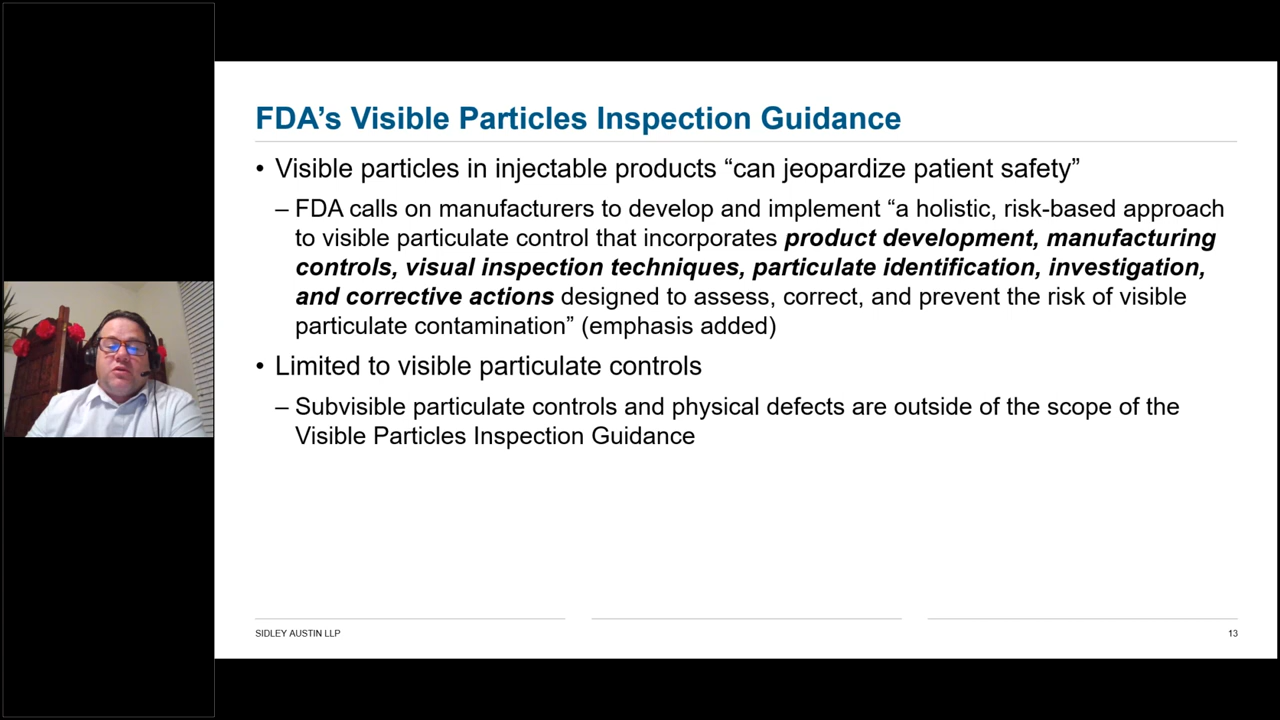 FDA’s Visible Particles Inspection Guidance
• Visible particles in injectable products “can jeopardize patient safety”
– FDA calls on manufacturers to develop and implement “a holistic, risk-based approach
to visible particulate control that incorporates product development, manufacturing
controls, visual inspection techniques, particulate identification, investigation,
and corrective actions designed to assess, correct, and prevent the risk of visible
particulate contamination” (emphasis added)
• Limited to visible particulate controls
– Subvisible particulate controls and physical defects are outside of the scope of the
Visible Particles Inspection Guidance
SIDLEY AUSTIN LLP
13